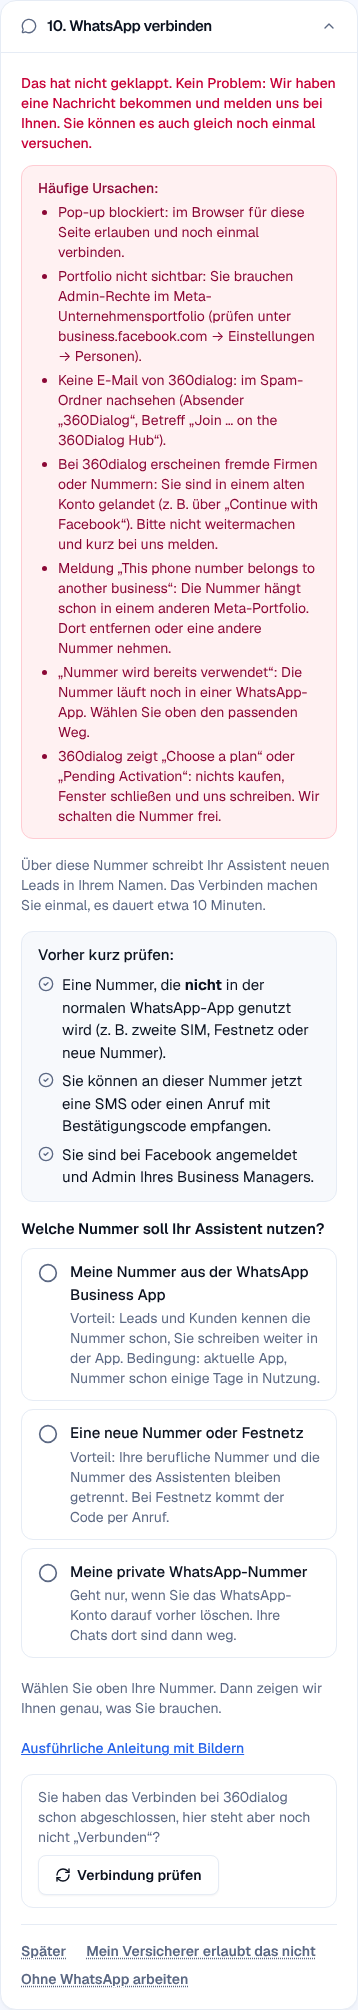 10. WhatsApp verbinden
Das hat nicht geklappt. Kein Problem: Wir haben
eine Nachricht bekommen und melden uns bei
Ihnen. Sie können es auch gleich noch einmal
versuchen.
Häufige Ursachen:
• Pop-up blockiert: im Browser für diese
Seite erlauben und noch einmal
verbinden.
• Portfolio nicht sichtbar: Sie brauchen
Admin-Rechte im Meta-
Unternehmensportfolio (prüfen unter
business.facebook.com → Einstellungen
→ Personen).
• Keine E-Mail von 360dialog: im Spam-
Ordner nachsehen (Absender
„360Dialog“, Betreff „Join … on the
360Dialog Hub“).
• Bei 360dialog erscheinen fremde Firmen
oder Nummern: Sie sind in einem alten
Konto gelandet (z. B. über „Continue with
Facebook“). Bitte nicht weitermachen
und kurz bei uns melden.
• Meldung „This phone number belongs to
another business“: Die Nummer hängt
schon in einem anderen Meta-Portfolio.
Dort entfernen oder eine andere
Nummer nehmen.
• „Nummer wird bereits verwendet“: Die
Nummer läuft noch in einer WhatsApp-
App. Wählen Sie oben den passenden
Weg.
• 360dialog zeigt „Choose a plan“ oder
„Pending Activation“: nichts kaufen,
Fenster schließen und uns schreiben. Wir
schalten die Nummer frei.
Über diese Nummer schreibt Ihr Assistent neuen
Leads in Ihrem Namen. Das Verbinden machen
Sie einmal, es dauert etwa 10 Minuten.
Vorher kurz prüfen:
Eine Nummer, die nicht in der
normalen WhatsApp-App genutzt
wird (z. B. zweite SIM, Festnetz oder
neue Nummer).
Sie können an dieser Nummer jetzt
eine SMS oder einen Anruf mit
Bestätigungscode empfangen.
Sie sind bei Facebook angemeldet
und Admin Ihres Business Managers.
Welche Nummer soll Ihr Assistent nutzen?
Meine Nummer aus der WhatsApp
Business App
Vorteil: Leads und Kunden kennen die
Nummer schon, Sie schreiben weiter in
der App. Bedingung: aktuelle App,
Nummer schon einige Tage in Nutzung.
Eine neue Nummer oder Festnetz
Vorteil: Ihre berufliche Nummer und die
Nummer des Assistenten bleiben
getrennt. Bei Festnetz kommt der
Code per Anruf.
Meine private WhatsApp-Nummer
Geht nur, wenn Sie das WhatsApp-
Konto darauf vorher löschen. Ihre
Chats dort sind dann weg.
Wählen Sie oben Ihre Nummer. Dann zeigen wir
Ihnen genau, was Sie brauchen.
Ausführliche Anleitung mit Bildern
Sie haben das Verbinden bei 360dialog
schon abgeschlossen, hier steht aber noch
nicht „Verbunden“?
Verbindung prüfen
Später Mein Versicherer erlaubt das nicht
Ohne WhatsApp arbeiten